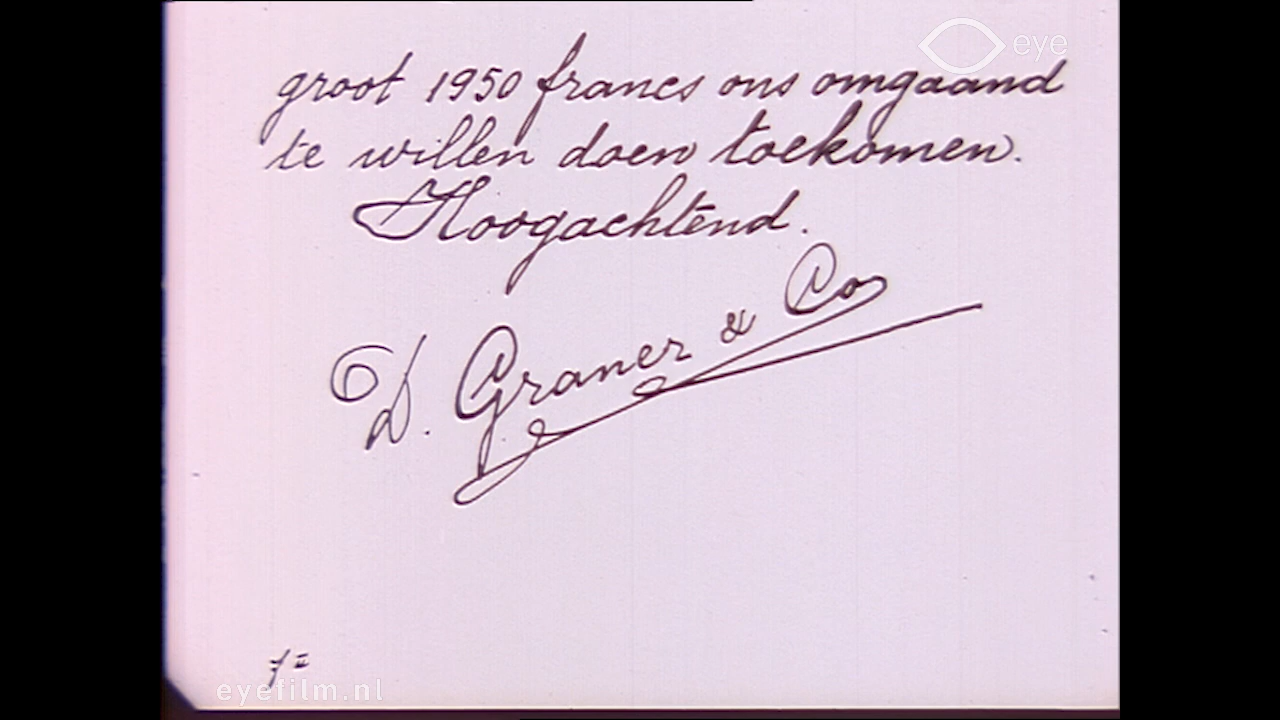 eye
groot 1950 francs ons omgaand
te willen doen toekomen.
Hoogachtend.
D. Graner & Co
eyefilm.nl